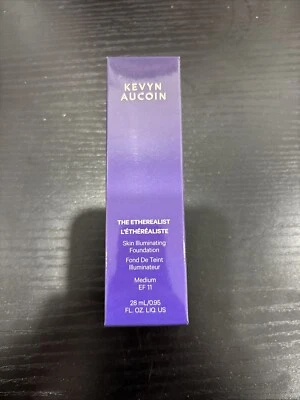 KEVYN
AUCOIN
THE ETHEREALIST
L'ÉTHÉRÉALISTE
Skin Illuminating
Foundation
Fond De Teint
Illuminateur
Medium
EF 11
28 mL/0.95
FL. OZ. LIQ. US